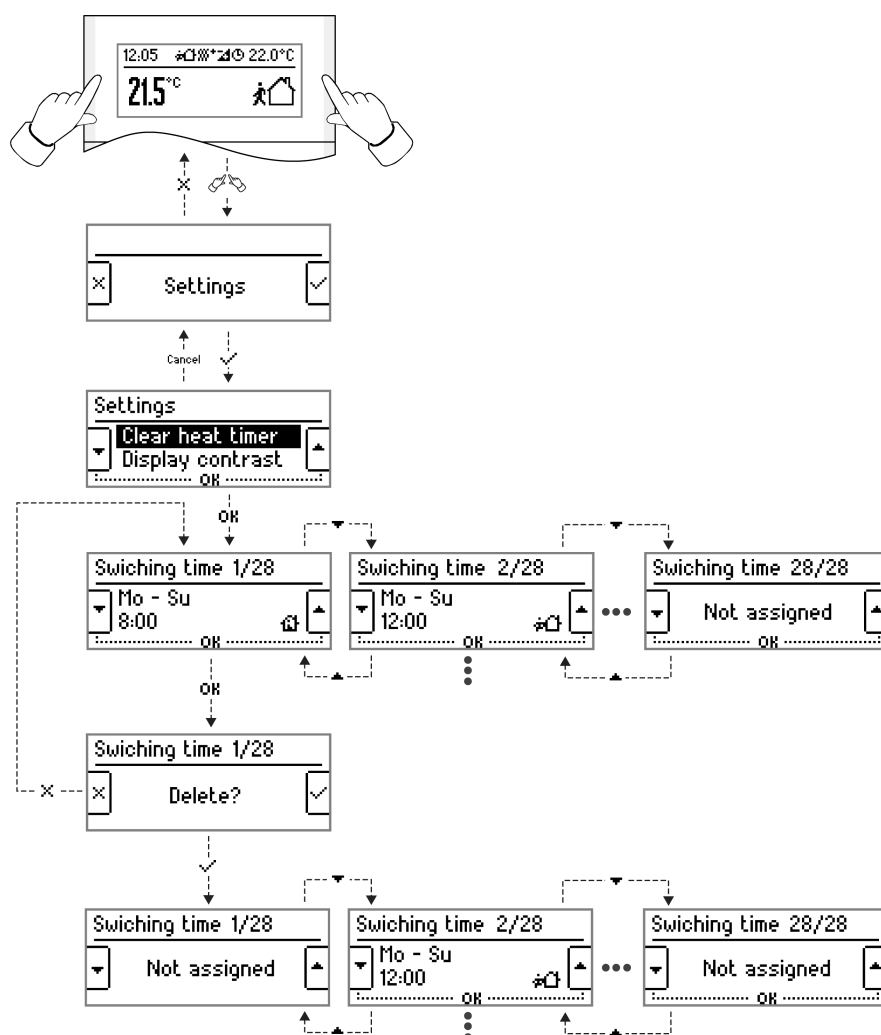 12:05 22.0°C
21.5°C
Settings
Cancel
Settings
Clear heat timer
Display contrast
OK
OK
Swiching time 1/28
Mo - Su
8:00
OK
Swiching time 2/28
Mo - Su
12:00
OK
Swiching time 28/28
Not assigned
OK
OK
Swiching time 1/28
Delete?
Swiching time 1/28
Not assigned
Swiching time 2/28
Mo - Su
12:00
OK
Swiching time 28/28
Not assigned
OK